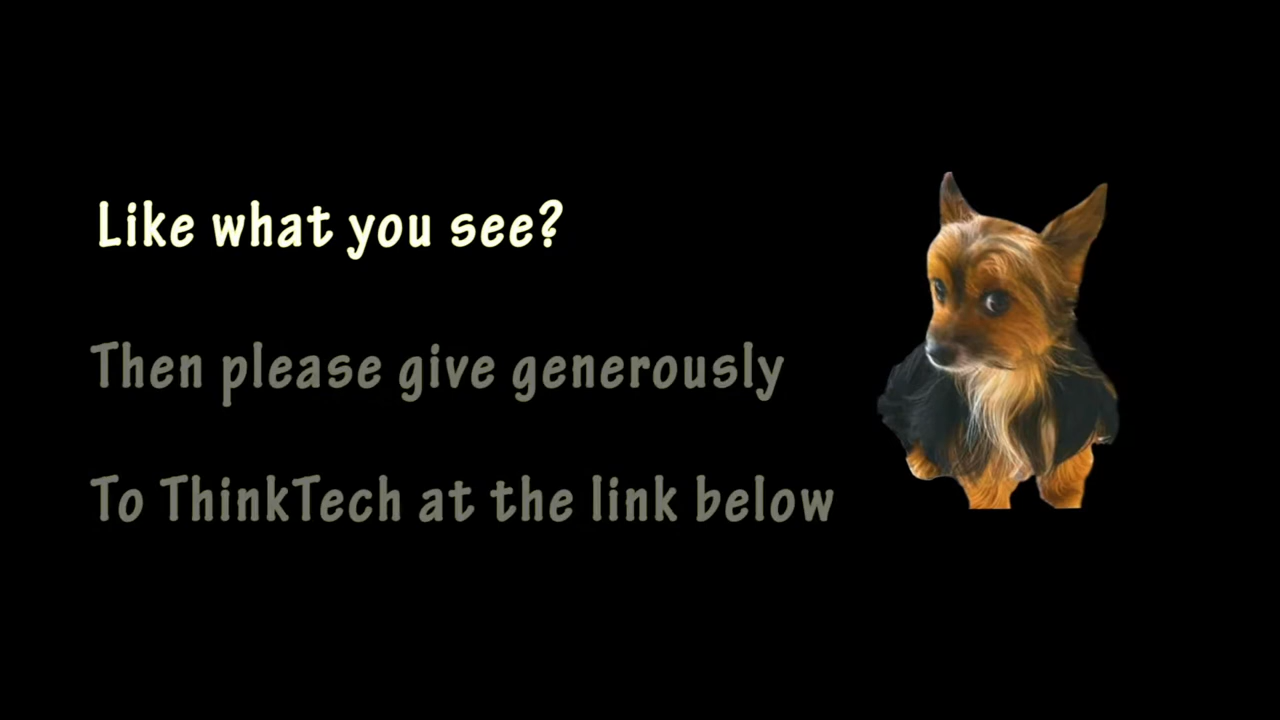 Like what you see?
Then please give generously
To ThinkTech at the link below